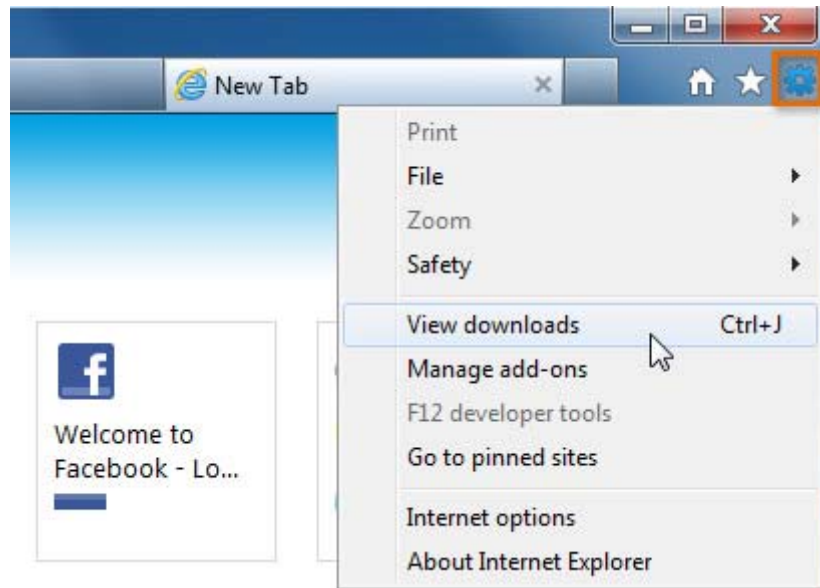 New Tab
Print
File
Zoom
Safety
View downloads Ctrl+J
Manage add-ons
F12 developer tools
Go to pinned sites
Internet options
About Internet Explorer
Welcome to
Facebook - Lo...